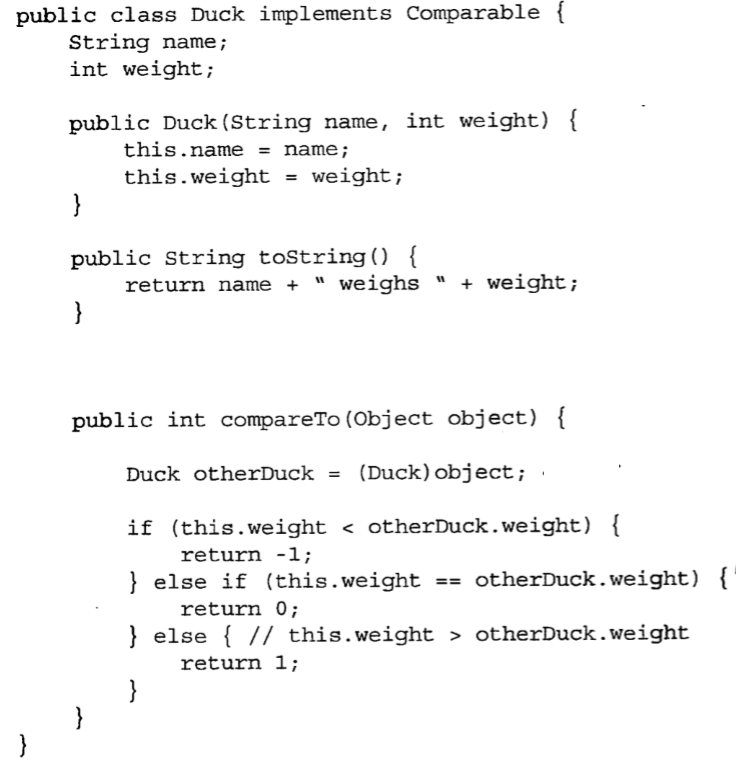 public class Duck implements Comparable {
    String name;
    int weight;
    public Duck(String name, int weight) {
        this.name = name;
        this.weight = weight;
    }
    public String toString() {
        return name + " weighs " + weight;
    }
    public int compareTo(Object object) {
        Duck otherDuck = (Duck)object;
        if (this.weight < otherDuck.weight) {
            return -1;
        } else if (this.weight == otherDuck.weight) {
            return 0;
        } else { // this.weight > otherDuck.weight
            return 1;
        }
    }
}